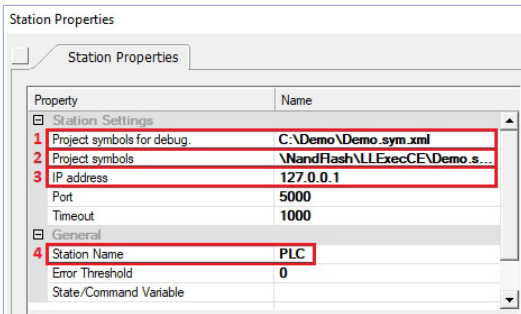 Station Properties
Station Properties
Property Name
Station Settings
1 Project symbols for debug. C:\Demo\Demo.sym.xml
2 Project symbols \NandFlash\LLExecCE\Demo.s...
3 IP address 127.0.0.1
Port 5000
Timeout 1000
General
4 Station Name PLC
Error Threshold 0
State/Command Variable